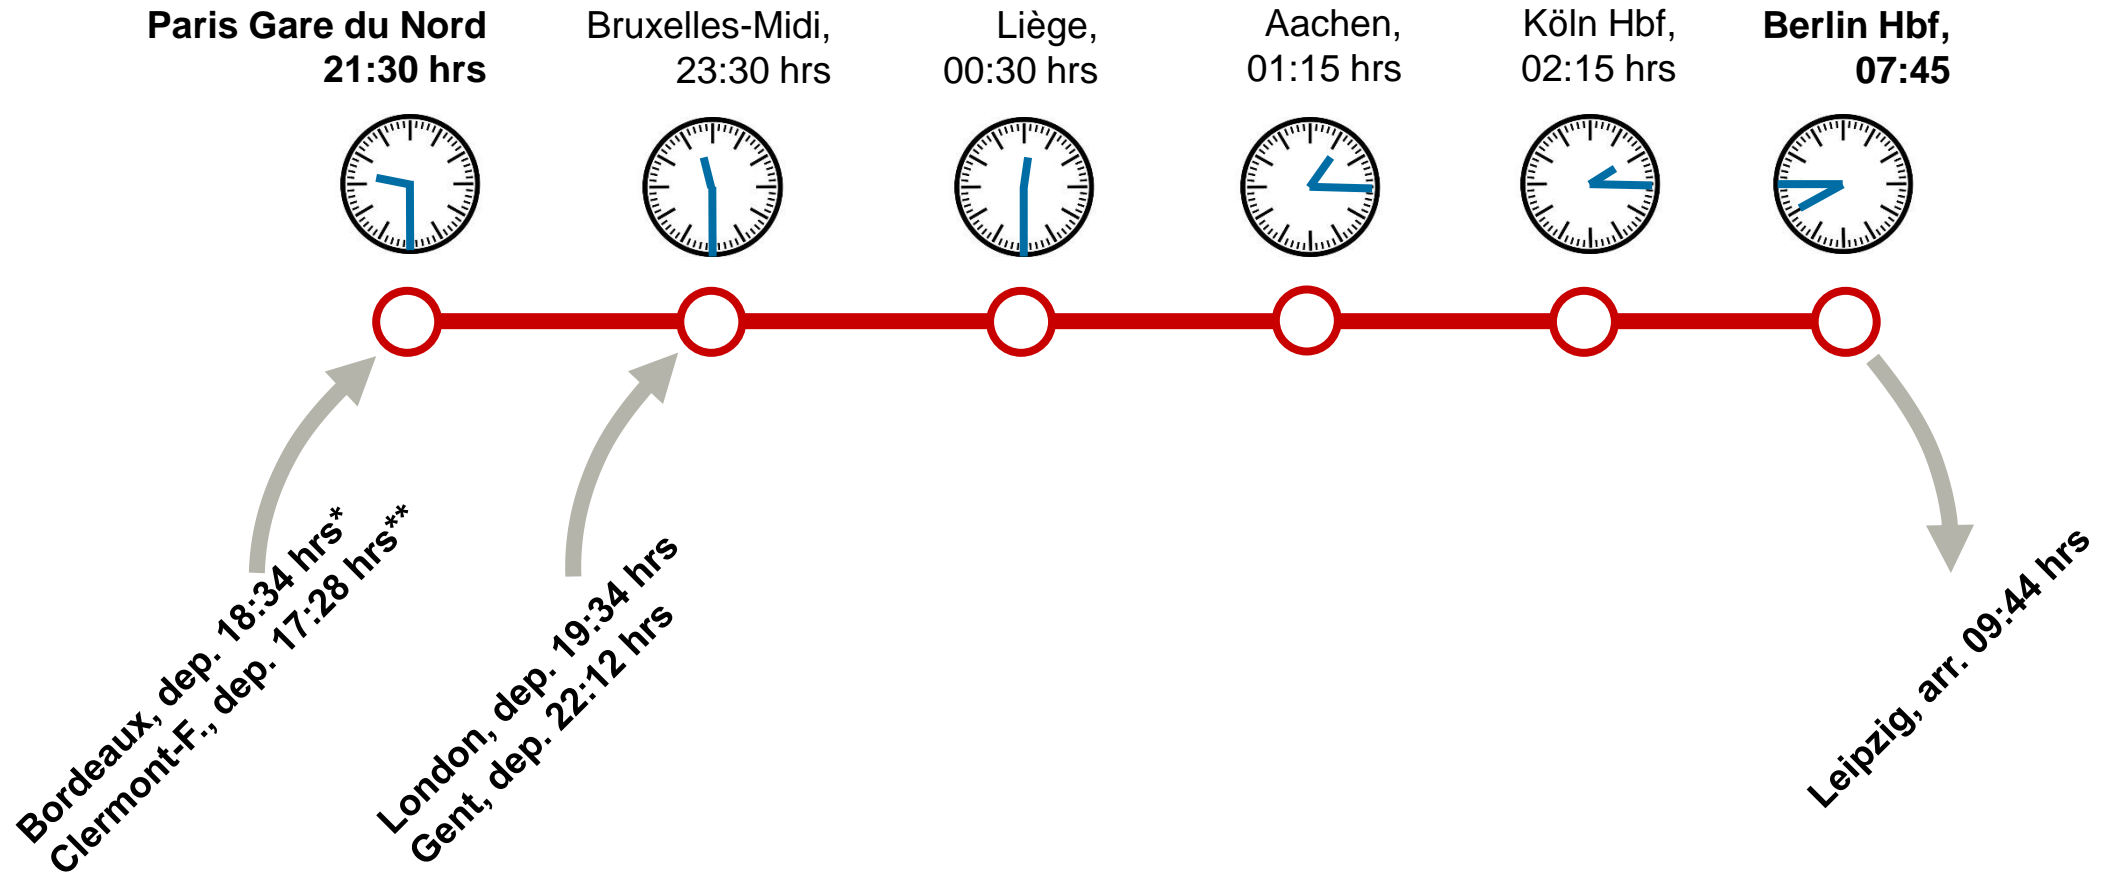 Paris Gare du Nord
21:30 hrs
Bruxelles-Midi,
23:30 hrs
Liège,
00:30 hrs
Aachen,
01:15 hrs
Köln Hbf,
02:15 hrs
Berlin Hbf,
07:45
Bordeaux, dep. 18:34 hrs*
Clermont-F., dep. 17:28 hrs**
London, dep. 19:34 hrs
Gent, dep. 22:12 hrs
Leipzig, arr. 09:44 hrs